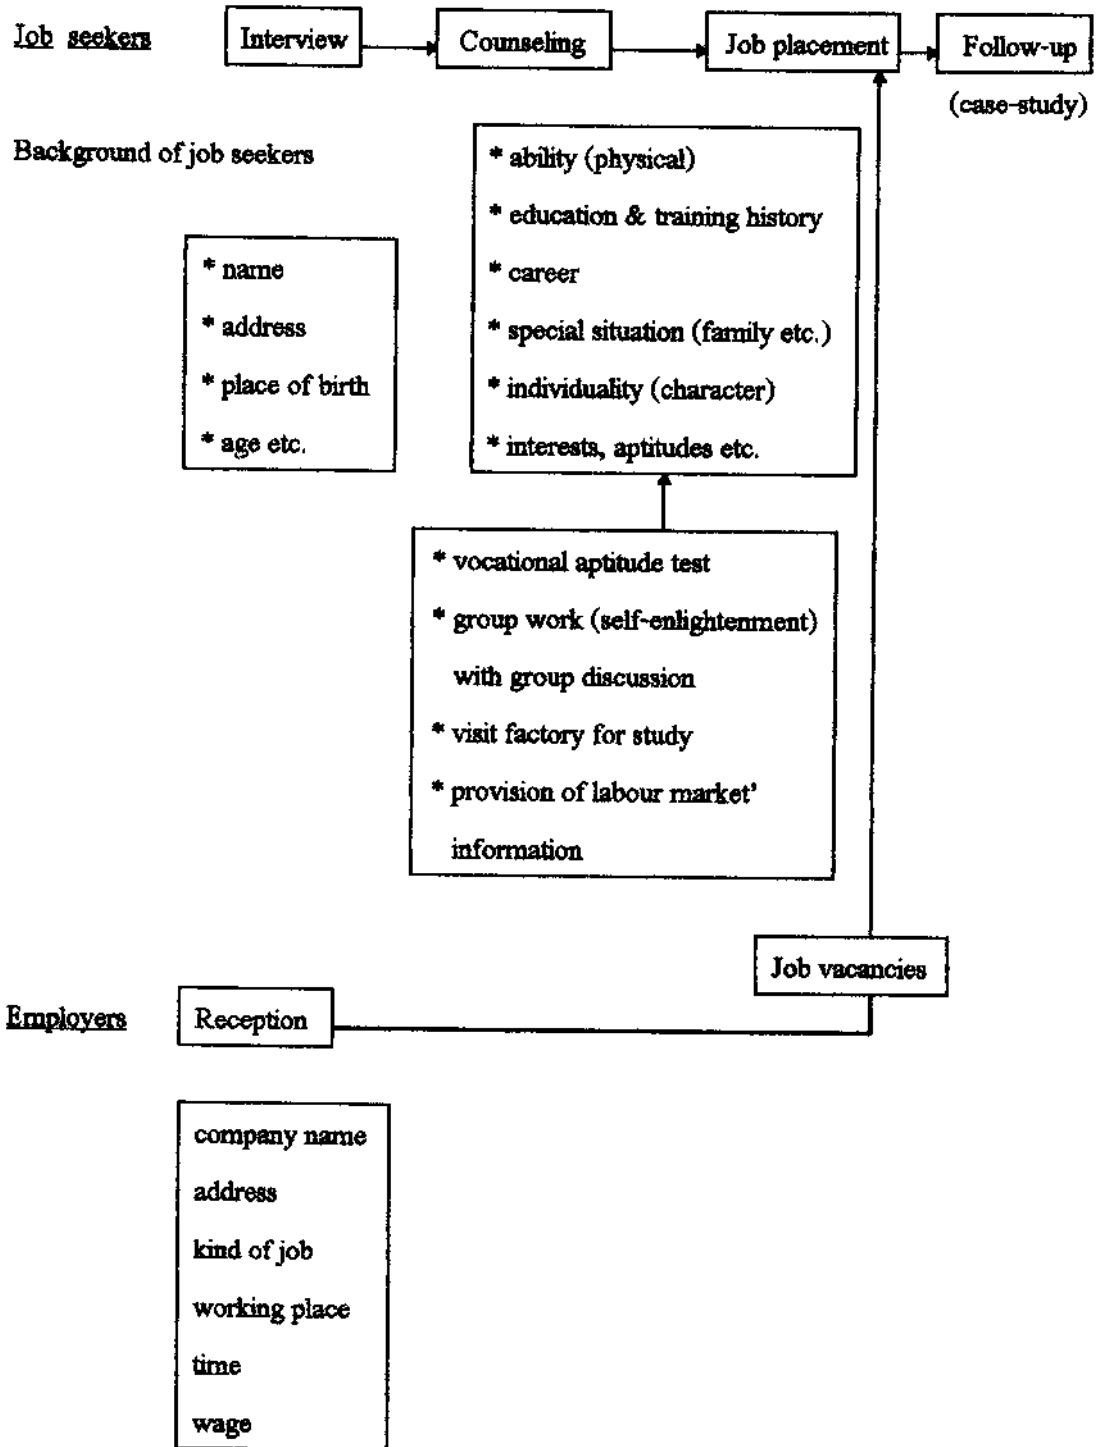 Job seekers
Interview
Counseling
Job placement
Follow-up
(case-study)
Background of job seekers
* name
* address
* place of birth
* age etc.
* ability (physical)
* education & training history
* career
* special situation (family etc.)
* individuality (character)
* interests, aptitudes etc.
* vocational aptitude test
* group work (self-enlightenment)
with group discussion
* visit factory for study
* provision of labour market'
information
Job vacancies
Employers
Reception
company name
address
kind of job
working place
time
wage